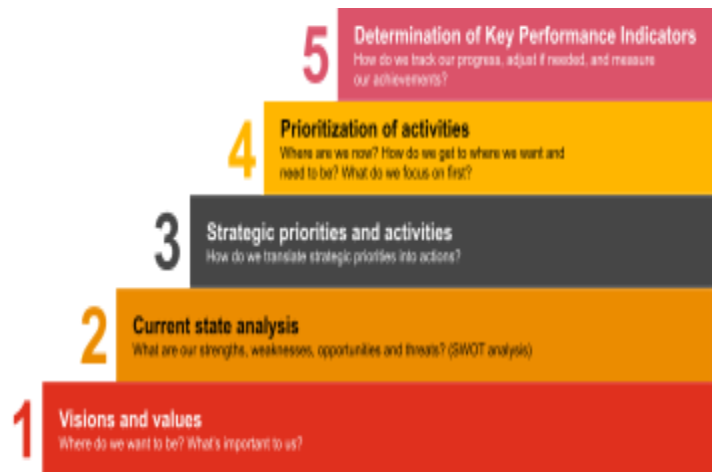 5
Determination of Key Performance Indicators
How do we track our progress, adjust if needed, and measure
our achievements?
4
Prioritization of activities
Where are we now? How do we get to where we want and
need to be? What do we focus on first?
3
Strategic priorities and activities
How do we translate strategic priorities into actions?
2
Current state analysis
What are our strengths, weaknesses, opportunities and threats? (SWOT analysis)
1
Visions and values
Where do we want to be? What's important to us?